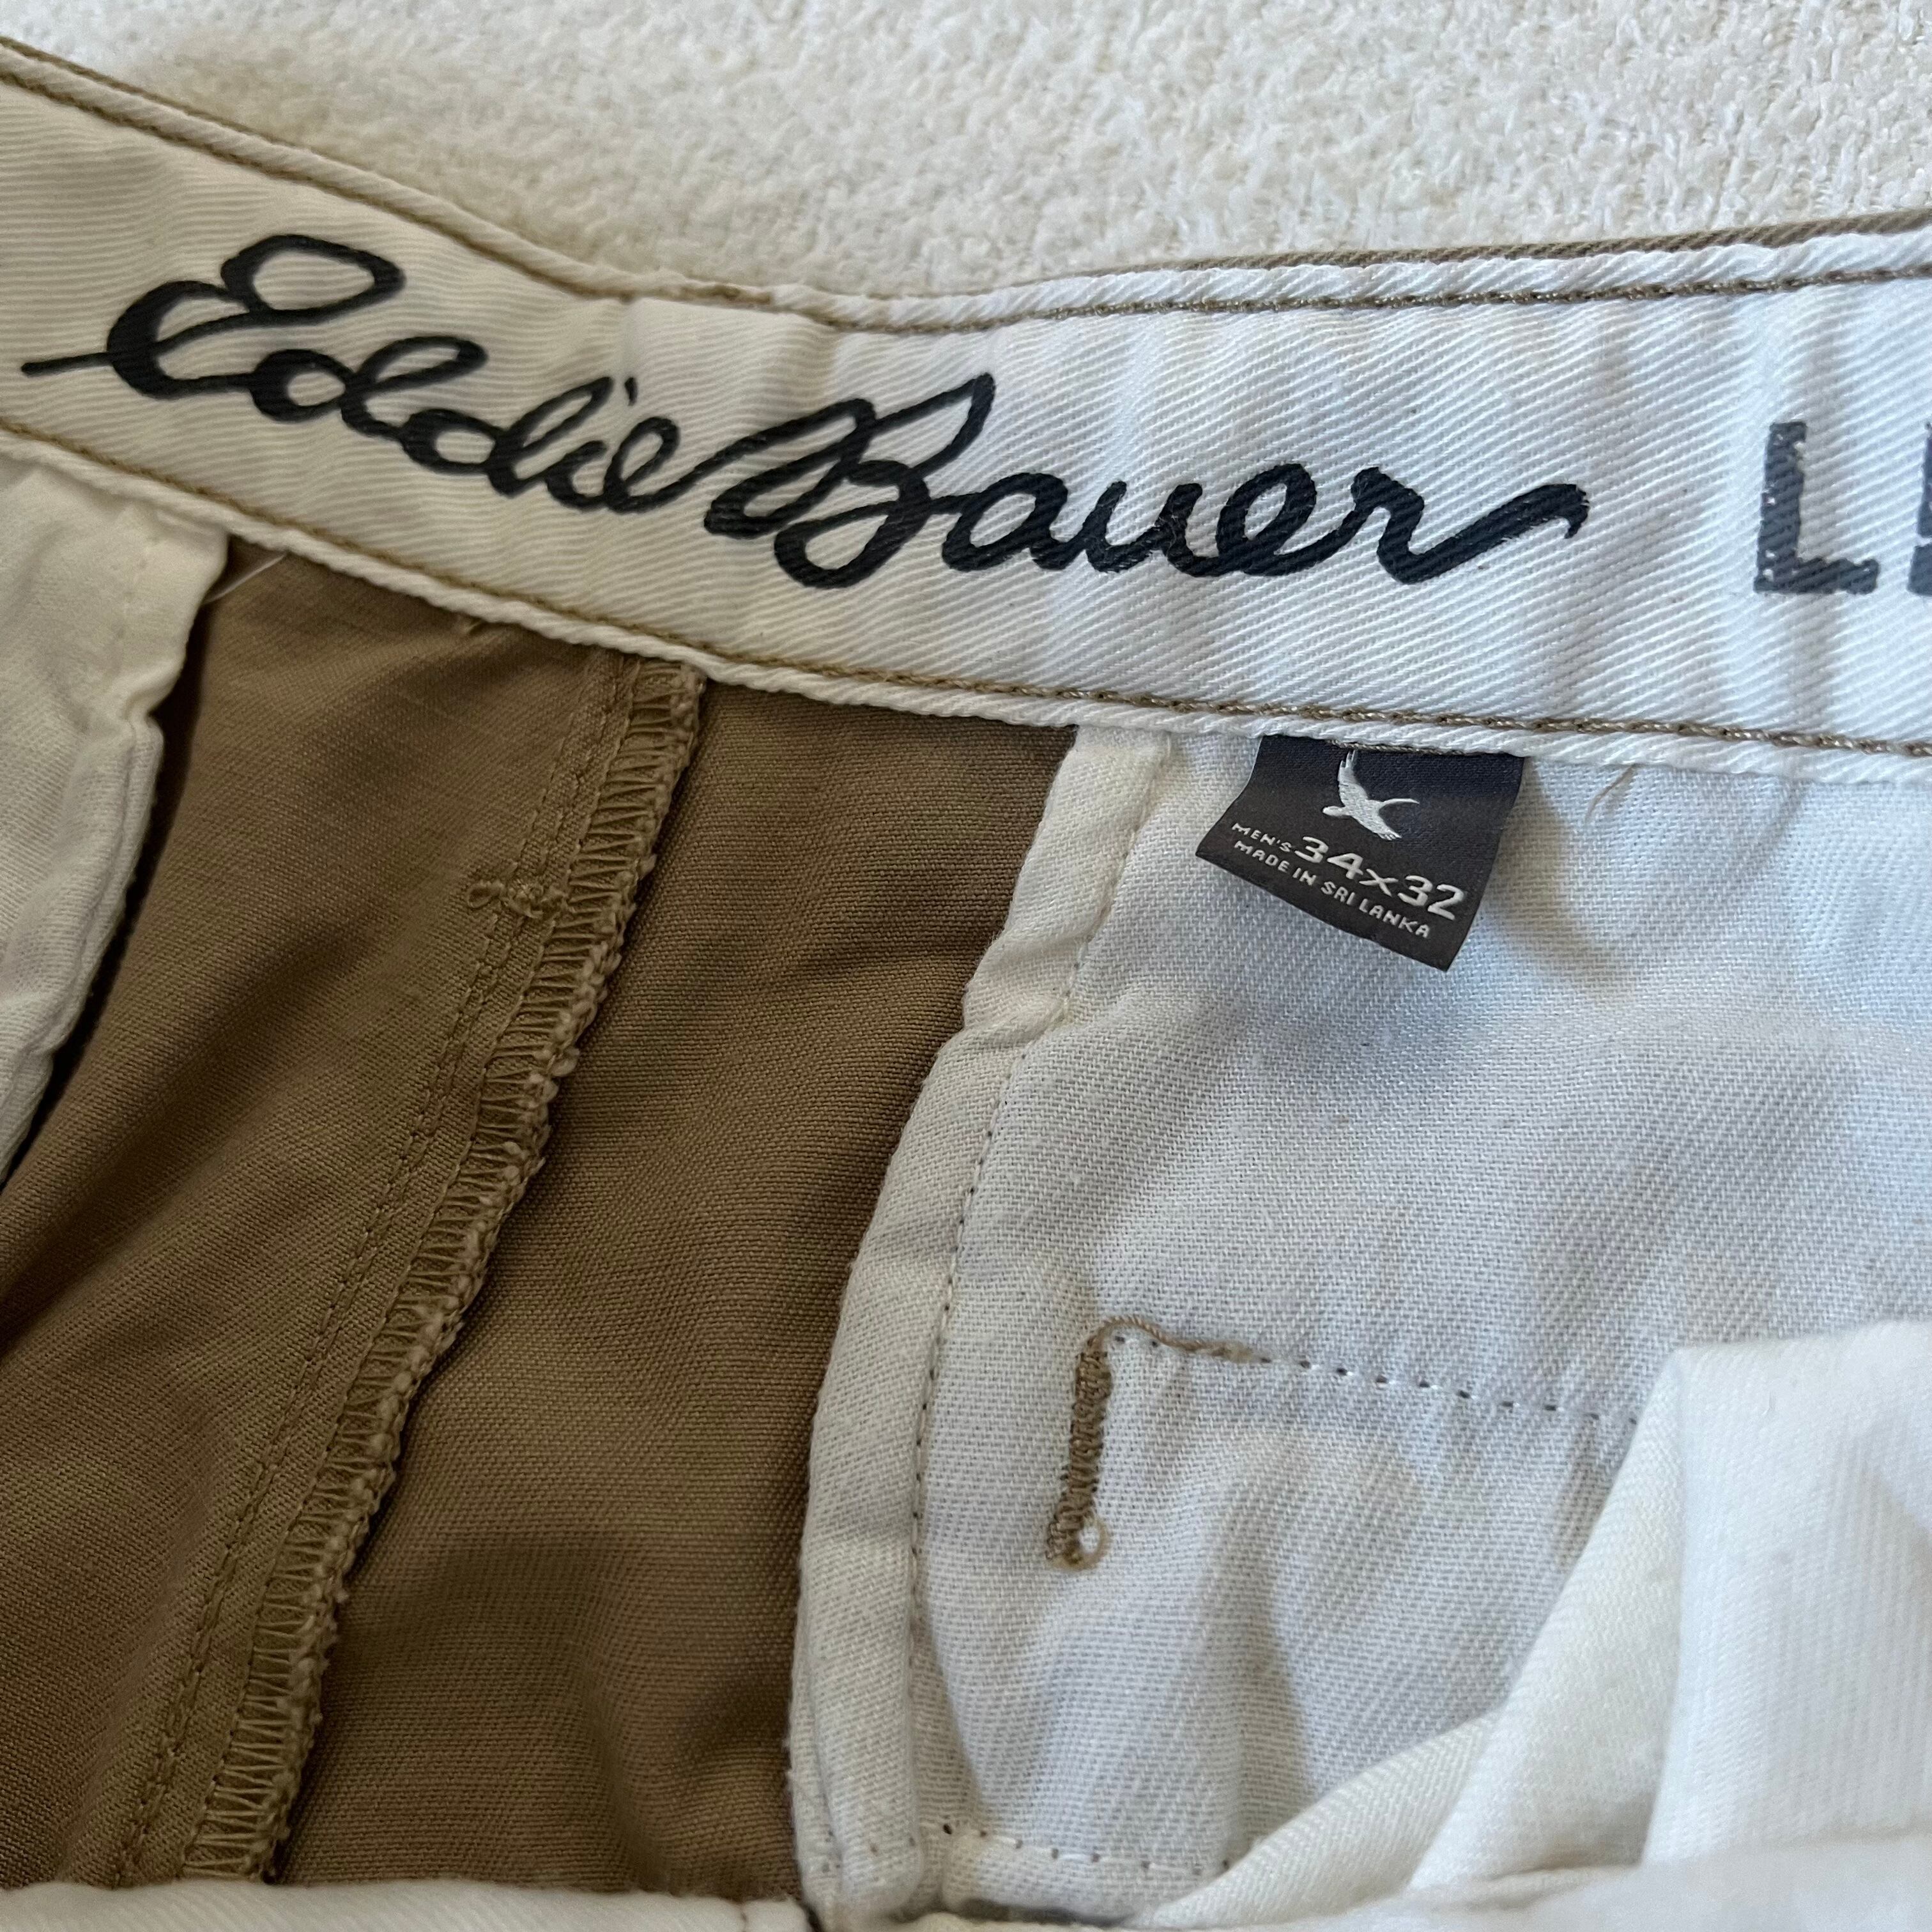 Eddie Bauer
MEN'S 34x32
MADE IN SRI LANKA